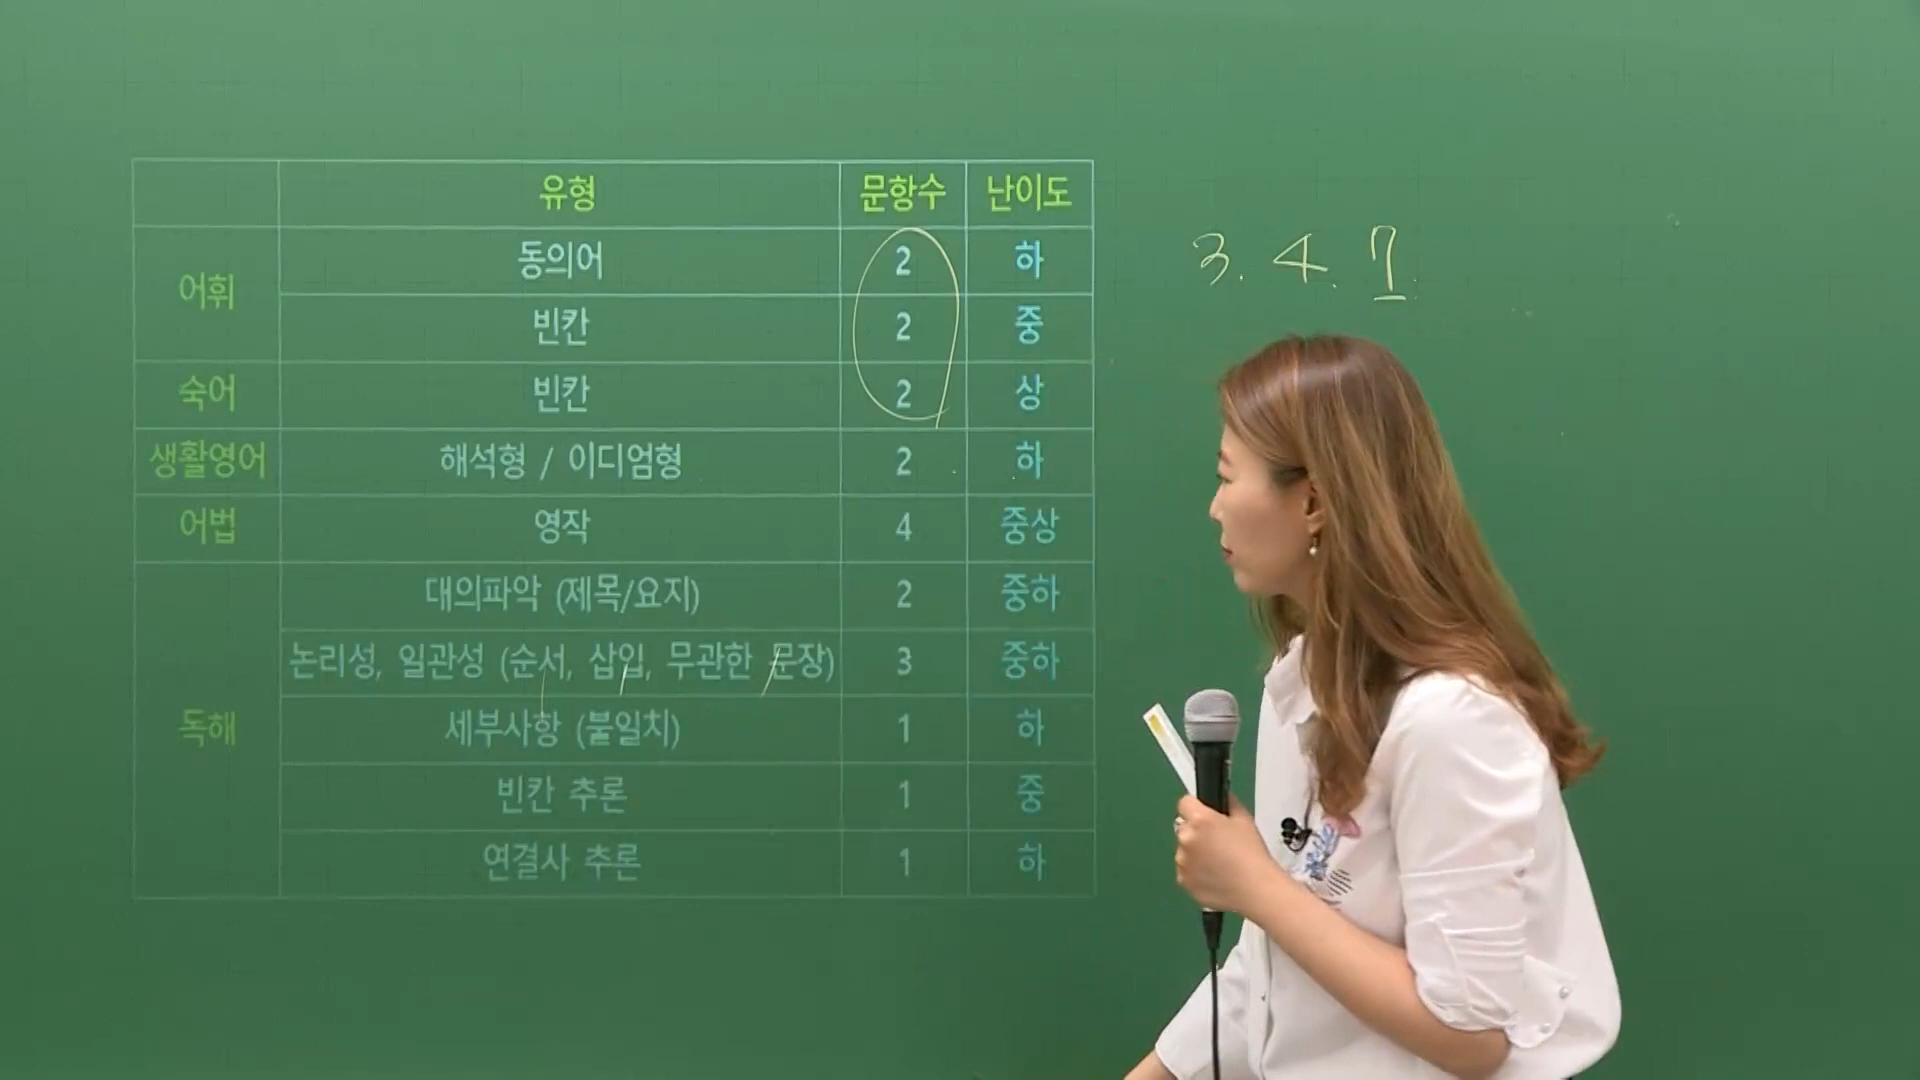 유형 문항수 난이도
어휘 동의어 2 하
빈칸 2 중
숙어 빈칸 2 상
생활영어 해석형 / 이디엄형 2 하
어법 영작 4 중상
독해 대의파악 (제목/요지) 2 중하
논리성, 일관성 (순서, 삽입, 무관한 문장) 3 중하
세부사항 (불일치) 1 하
빈칸 추론 1 중
연결사 추론 1 하
3. 4. 7.